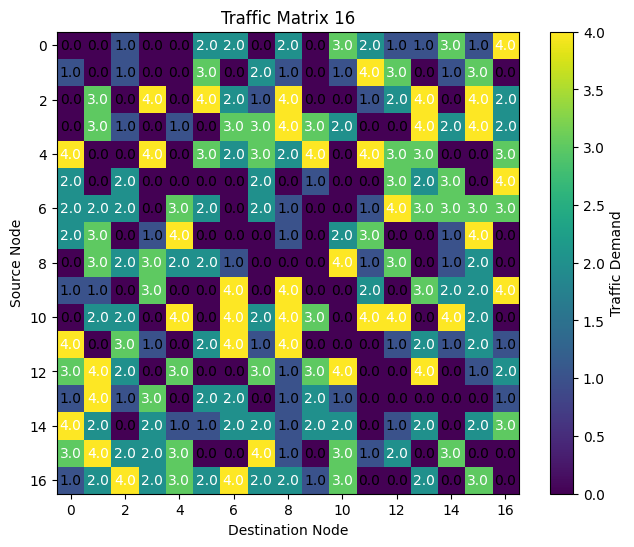 Traffic Matrix 16
0 0.0 0.0 1.0 0.0 0.0 2.0 2.0 0.0 2.0 0.0 3.0 2.0 1.0 1.0 3.0 1.0 4.0
1.0 0.0 1.0 0.0 0.0 3.0 0.0 2.0 1.0 0.0 1.0 4.0 3.0 0.0 1.0 3.0 0.0
2 0.0 3.0 0.0 4.0 0.0 4.0 2.0 1.0 4.0 0.0 0.0 1.0 2.0 4.0 0.0 4.0 2.0
0.0 3.0 1.0 0.0 1.0 0.0 3.0 3.0 4.0 3.0 2.0 0.0 0.0 4.0 2.0 4.0 2.0
4 4.0 0.0 0.0 4.0 0.0 3.0 2.0 3.0 2.0 4.0 0.0 4.0 3.0 3.0 0.0 0.0 3.0
2.0 0.0 2.0 0.0 0.0 0.0 0.0 2.0 0.0 1.0 0.0 0.0 3.0 2.0 3.0 0.0 4.0
6 2.0 2.0 2.0 0.0 3.0 2.0 0.0 2.0 1.0 0.0 0.0 1.0 4.0 3.0 3.0 3.0 3.0
2.0 3.0 0.0 1.0 4.0 0.0 0.0 0.0 1.0 0.0 2.0 3.0 0.0 0.0 1.0 4.0 0.0
8 0.0 3.0 2.0 3.0 2.0 2.0 1.0 0.0 0.0 0.0 4.0 1.0 3.0 0.0 1.0 2.0 0.0
1.0 1.0 0.0 3.0 0.0 0.0 4.0 0.0 4.0 0.0 0.0 2.0 0.0 3.0 2.0 2.0 4.0
10 0.0 2.0 2.0 0.0 4.0 0.0 4.0 2.0 4.0 3.0 0.0 4.0 4.0 0.0 4.0 2.0 0.0
4.0 0.0 3.0 1.0 0.0 2.0 4.0 1.0 4.0 0.0 0.0 0.0 1.0 2.0 1.0 2.0 1.0
12 3.0 4.0 2.0 0.0 3.0 0.0 0.0 3.0 1.0 3.0 4.0 0.0 0.0 4.0 0.0 1.0 2.0
1.0 4.0 1.0 3.0 0.0 2.0 2.0 0.0 1.0 2.0 1.0 0.0 0.0 0.0 0.0 0.0 1.0
14 4.0 2.0 0.0 2.0 1.0 1.0 2.0 2.0 1.0 2.0 2.0 0.0 1.0 2.0 0.0 2.0 3.0
3.0 4.0 2.0 2.0 3.0 0.0 0.0 4.0 1.0 0.0 3.0 1.0 2.0 0.0 3.0 0.0 0.0
16 1.0 2.0 4.0 2.0 3.0 2.0 4.0 2.0 2.0 1.0 3.0 0.0 0.0 2.0 0.0 3.0 0.0
0 2 4 6 8 10 12 14 16
Destination Node
Source Node
4.0
3.5
3.0
2.5
2.0
1.5
1.0
0.5
0.0
Traffic Demand